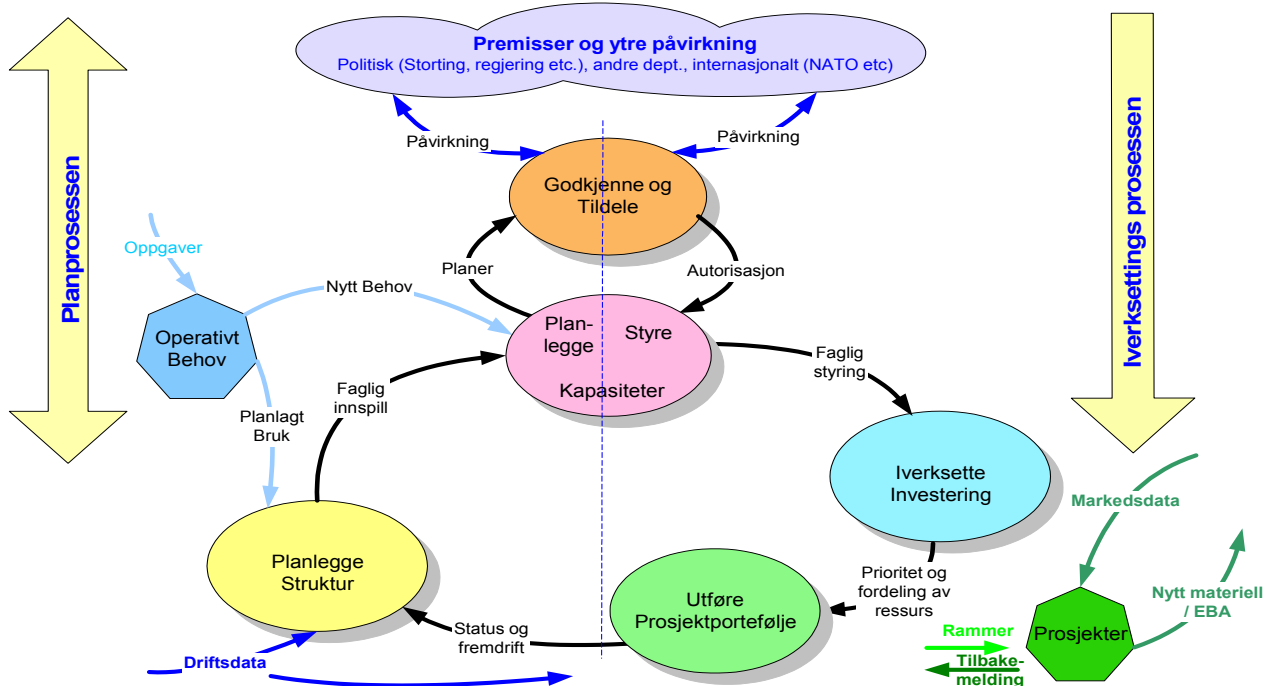 Premisser og ytre påvirkning
Politisk (Storting, regjering etc.), andre dept., internasjonalt (NATO etc)
Planprosessen
Iverksettings prosessen
Påvirkning
Påvirkning
Godkjenne og
Tildele
Oppgaver
Planer
Autorisasjon
Nytt Behov
Operativt
Behov
Plan-
legge
Styre
Kapasiteter
Faglig
styring
Faglig
innspill
Planlagt
Bruk
Iverksette
Investering
Markedsdata
Planlegge
Struktur
Prioritet og
fordeling av
ressurs
Utføre
Prosjektportefølje
Nytt materiell
/ EBA
Status og
fremdrift
Rammer
Prosjekter
Driftsdata
Tilbake-
melding